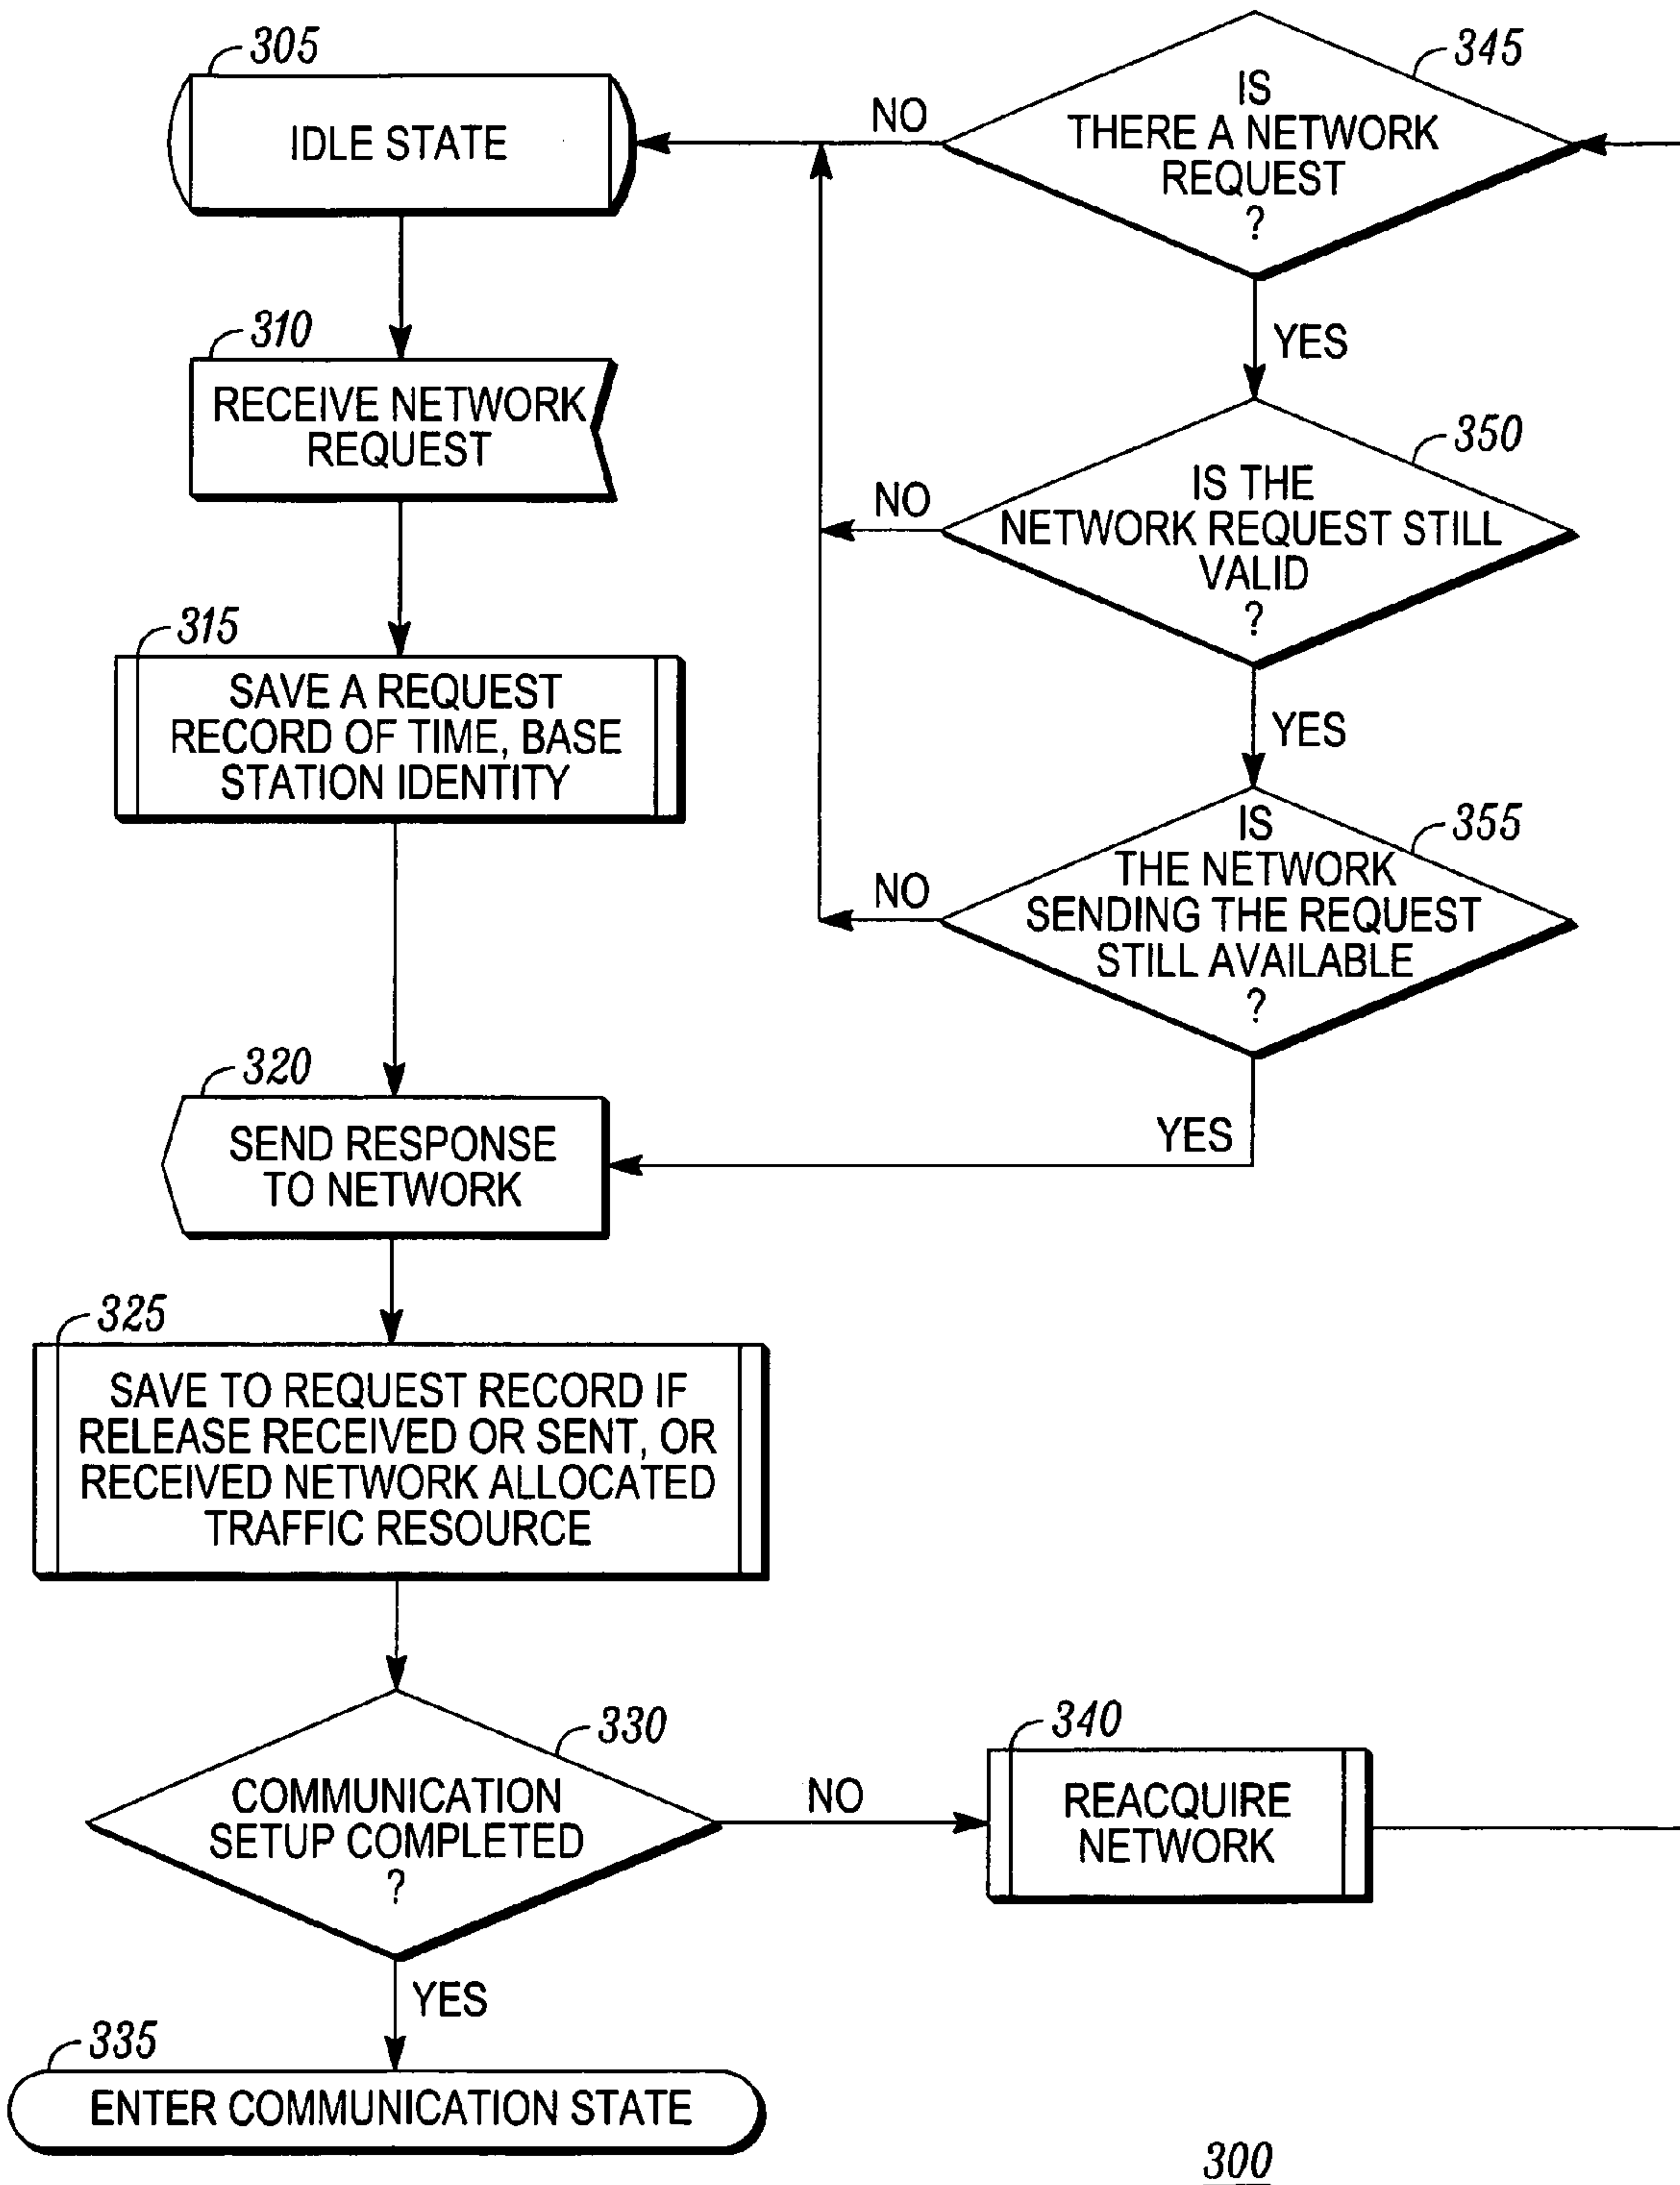 305
IDLE STATE
310
RECEIVE NETWORK
REQUEST
315
SAVE A REQUEST
RECORD OF TIME, BASE
STATION IDENTITY
320
SEND RESPONSE
TO NETWORK
325
SAVE TO REQUEST RECORD IF
RELEASE RECEIVED OR SENT, OR
RECEIVED NETWORK ALLOCATED
TRAFFIC RESOURCE
330
COMMUNICATION
SETUP COMPLETED
?
YES
335
ENTER COMMUNICATION STATE
NO
340
REACQUIRE
NETWORK
345
IS
THERE A NETWORK
REQUEST
?
NO
YES
350
IS THE
NETWORK REQUEST STILL
VALID
?
NO
YES
355
IS
THE NETWORK
SENDING THE REQUEST
STILL AVAILABLE
?
NO
YES
300